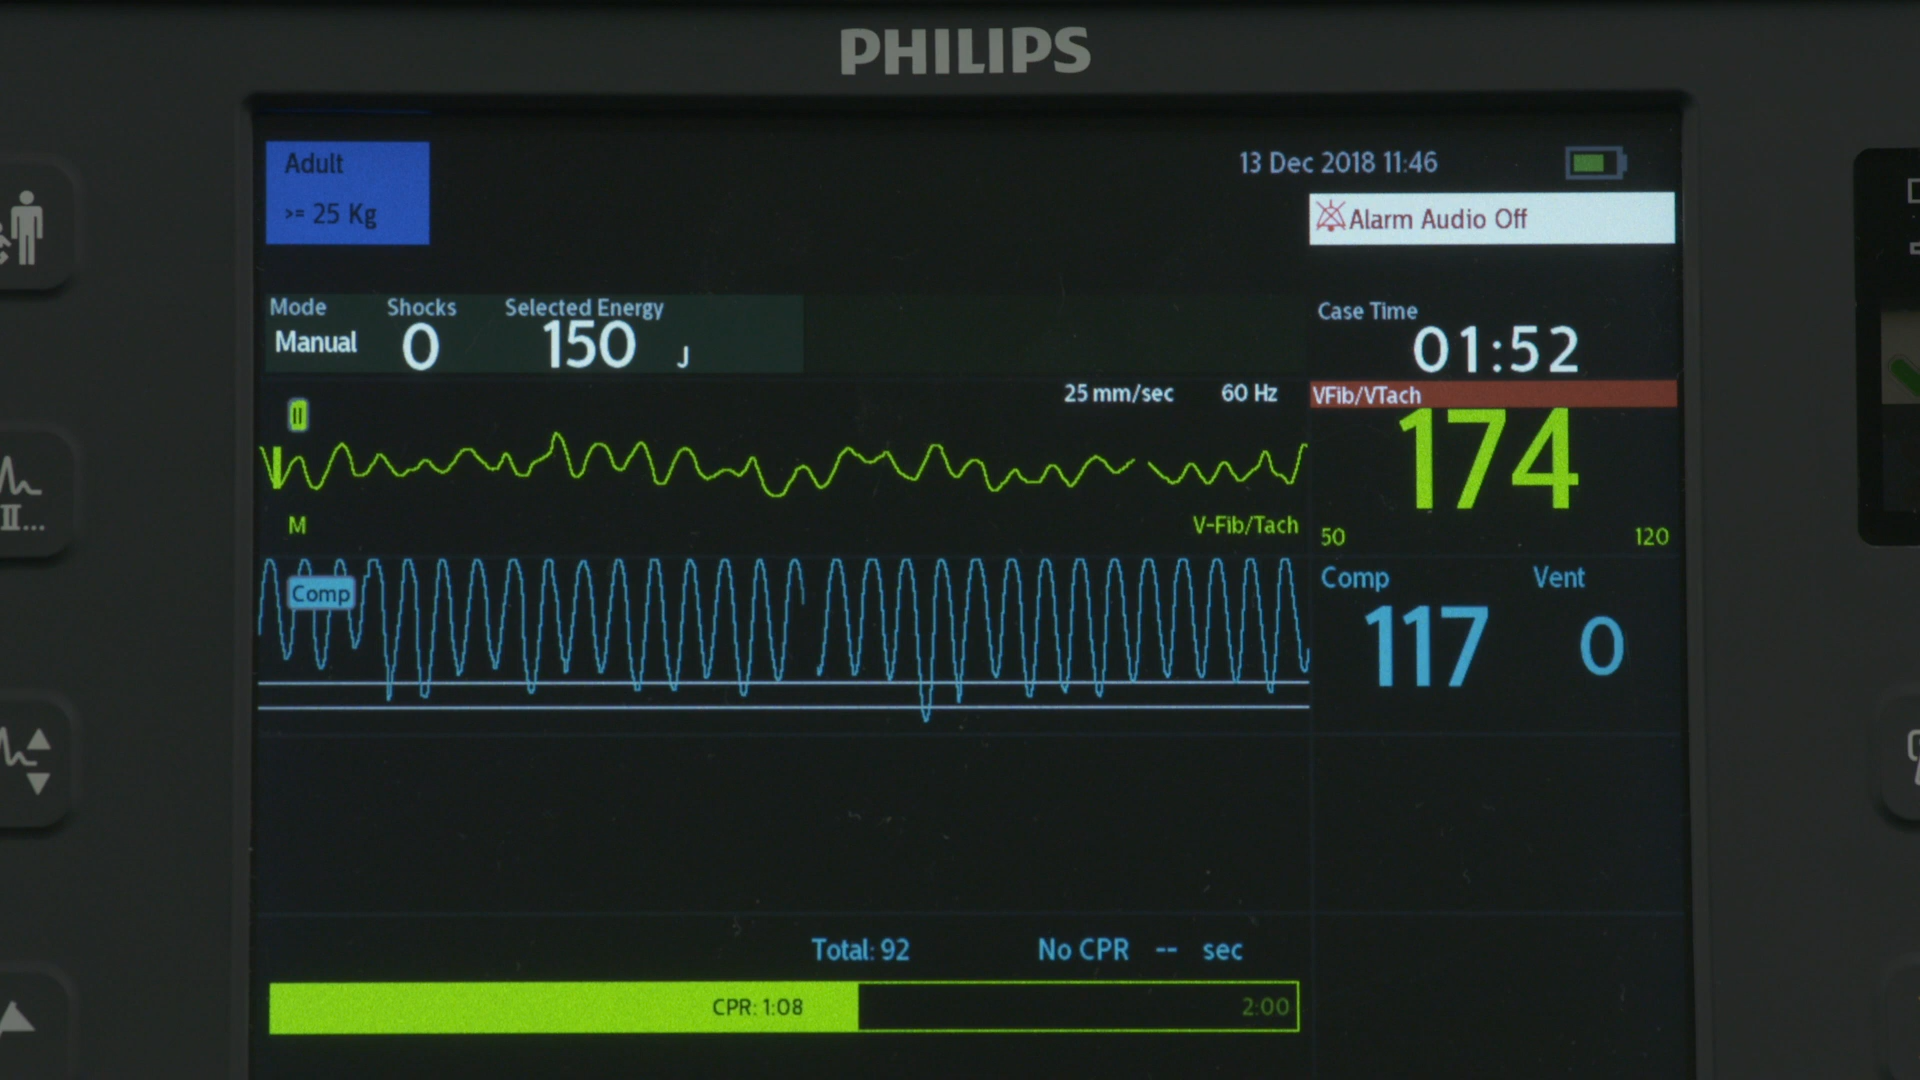 PHILIPS
Adult
>= 25 Kg
13 Dec 2018 11:46
Alarm Audio Off
Mode Shocks Selected Energy
Manual 0 150 J
Case Time
01:52
25 mm/sec 60 Hz
VFib/VTach
II
174
M
V-Fib/Tach
50 120
Comp
Comp Vent
117 0
Total: 92 No CPR -- sec
CPR: 1:08 2:00
II...